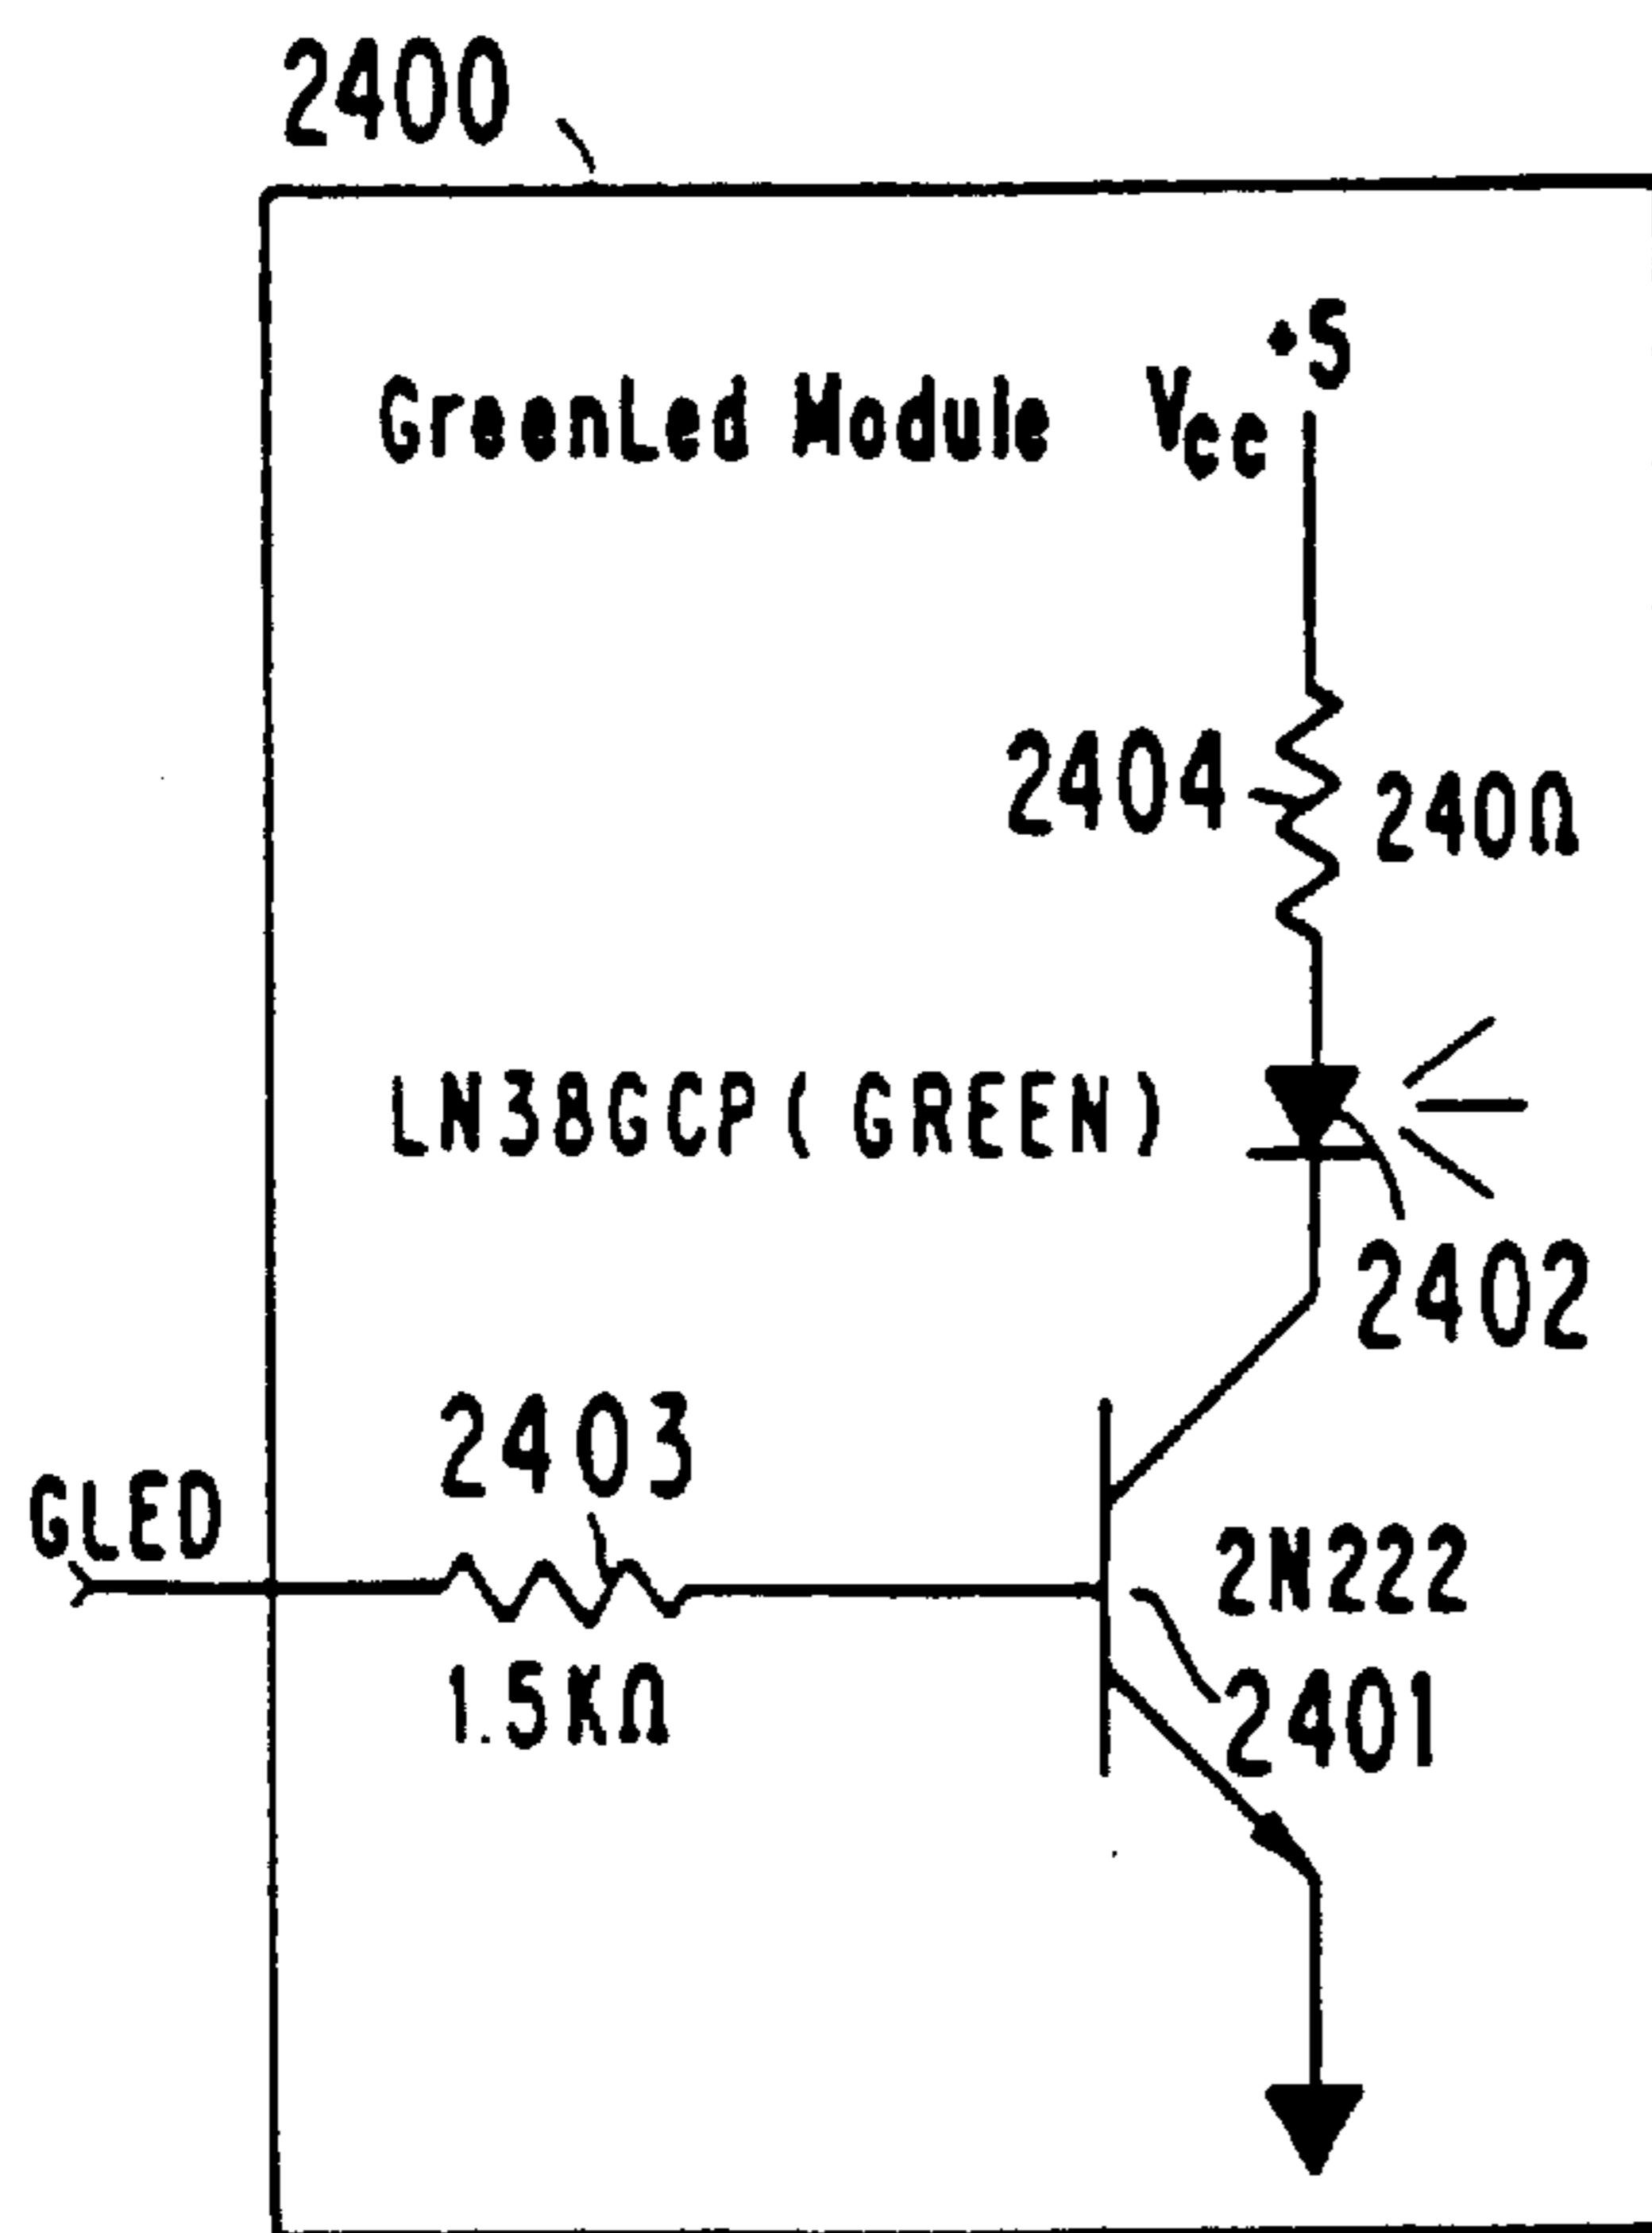 2400
+5
GreenLed Module Vcc
2404
240Ω
LN38GCP(GREEN)
2402
2403
GLED
2N222
1.5KΩ
2401